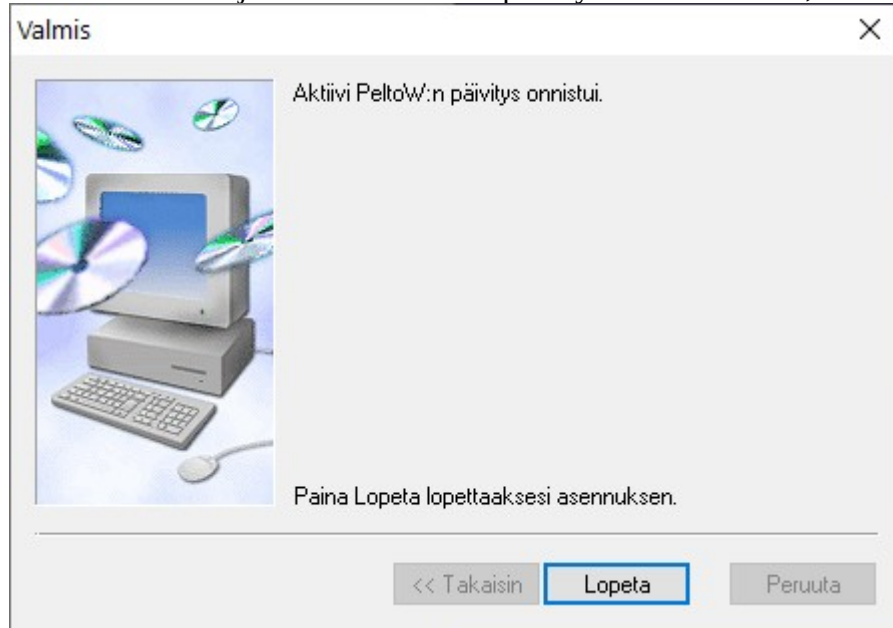 Valmis
Aktiivi PeltoW:n päivitys onnistui.
Paina Lopeta lopettaaksesi asennuksen.
<< Takaisin
Lopeta
Peruuta